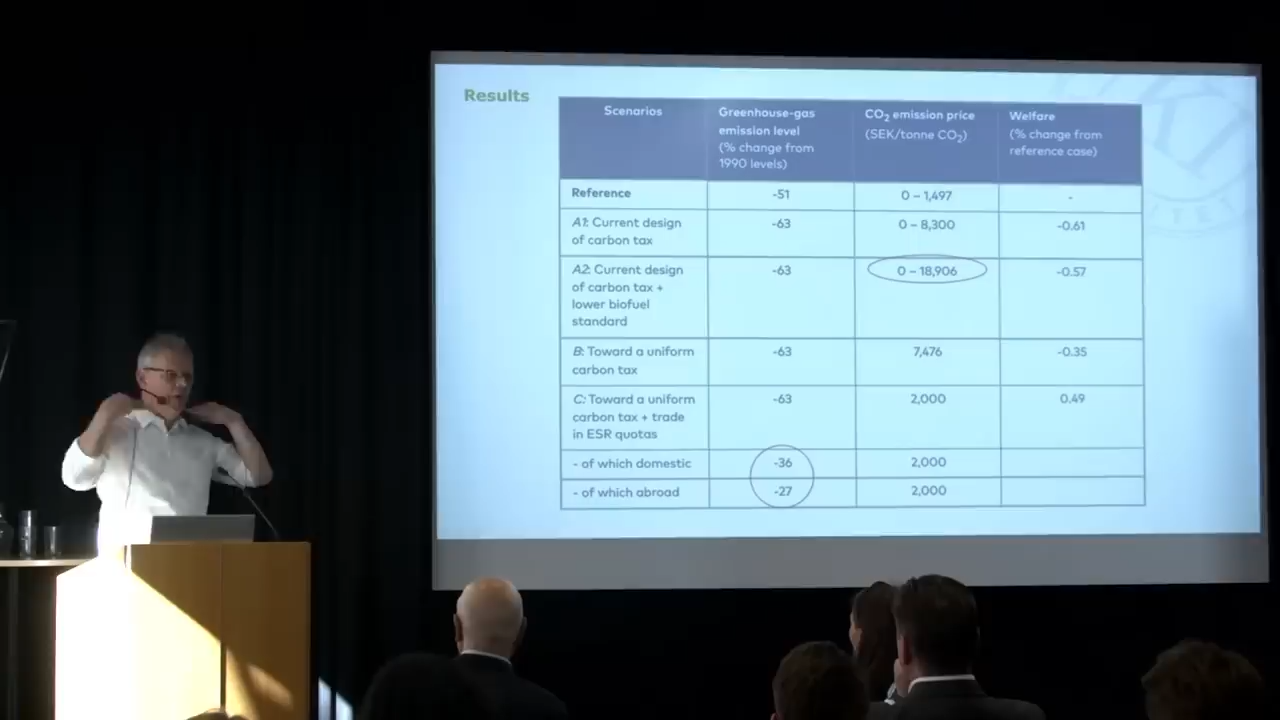 Results
Scenarios
Greenhouse-gas
emission level
(% change from
1990 levels)
CO₂ emission price
(SEK/tonne CO₂)
Welfare
(% change from
reference case)
Reference
-51
0 – 1,497
-
A1: Current design
of carbon tax
-63
0 – 8,300
-0.61
A2: Current design
of carbon tax +
lower biofuel
standard
-63
0 – 18,906
-0.57
B: Toward a uniform
carbon tax
-63
7,476
-0.35
C: Toward a uniform
carbon tax + trade
in ESR quotas
-63
2,000
0.49
- of which domestic
-36
2,000
- of which abroad
-27
2,000